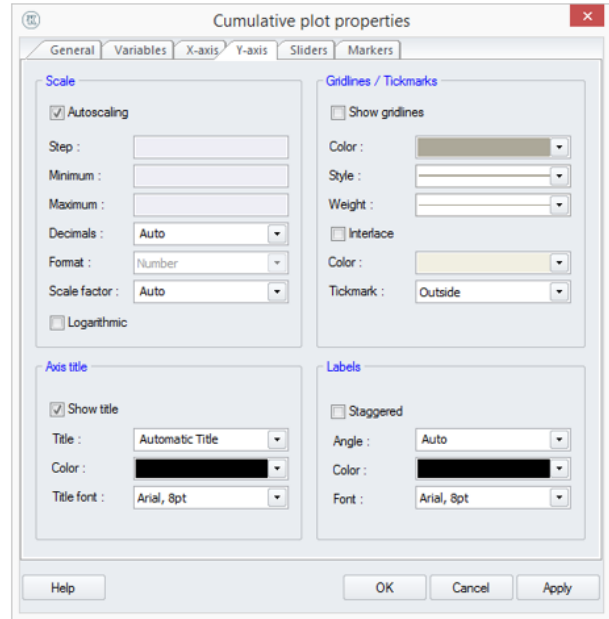 Cumulative plot properties
General Variables X-axis Y-axis Sliders Markers
Scale
Autoscaling
Step :
Minimum :
Maximum :
Decimals : Auto
Format : Number
Scale factor : Auto
Logarithmic
Gridlines / Tickmarks
Show gridlines
Color :
Style :
Weight :
Interlace
Color :
Tickmark : Outside
Axis title
Show title
Title : Automatic Title
Color :
Title font : Arial, 8pt
Labels
Staggered
Angle : Auto
Color :
Font : Arial, 8pt
Help OK Cancel Apply